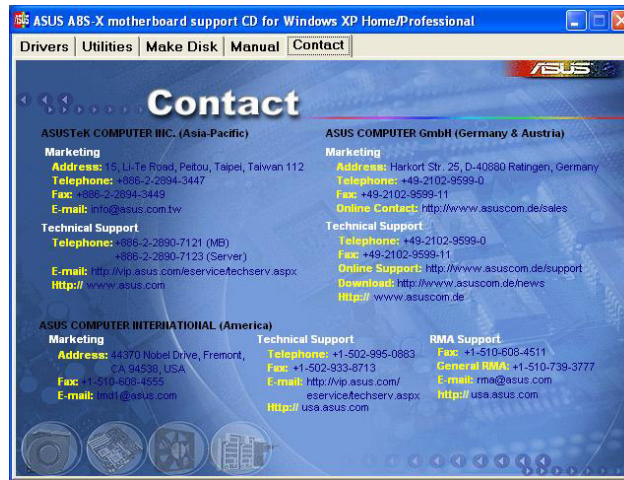 ASUS A8S-X motherboard support CD for Windows XP Home/Professional
Drivers Utilities Make Disk Manual Contact
ASUS
Contact
ASUSTeK COMPUTER INC. (Asia-Pacific)
Marketing
Address: 15, Li-Te Road, Peitou, Taipei, Taiwan 112
Telephone: +886-2-2894-3447
Fax: +886-2-2894-3449
E-mail: info@asus.com.tw
Technical Support
Telephone: +886-2-2890-7121 (MB)
+886-2-2890-7123 (Server)
E-mail: http://vip.asus.com/eservice/techserv.aspx
Http:// www.asus.com
ASUS COMPUTER GmbH (Germany & Austria)
Marketing
Address: Harkort Str. 25, D-40880 Ratingen, Germany
Telephone: +49-2102-9599-0
Fax: +49-2102-9599-11
Online Contact: http://www.asuscom.de/sales
Technical Support
Telephone: +49-2102-9599-0
Fax: +49-2102-9599-11
Online Support: http://www.asuscom.de/support
Download: http://www.asuscom.de/news
Http:// www.asuscom.de
ASUS COMPUTER INTERNATIONAL (America)
Marketing
Address: 44370 Nobel Drive, Fremont,
CA 94538, USA
Fax: +1-510-608-4555
E-mail: tmd1@asus.com
Technical Support
Telephone: +1-502-995-0883
Fax: +1-502-933-8713
E-mail: http://vip.asus.com/
eservice/techserv.aspx
Http:// usa.asus.com
RMA Support
Fax: +1-510-608-4511
General RMA: +1-510-739-3777
E-mail: rma@asus.com
http:// usa.asus.com